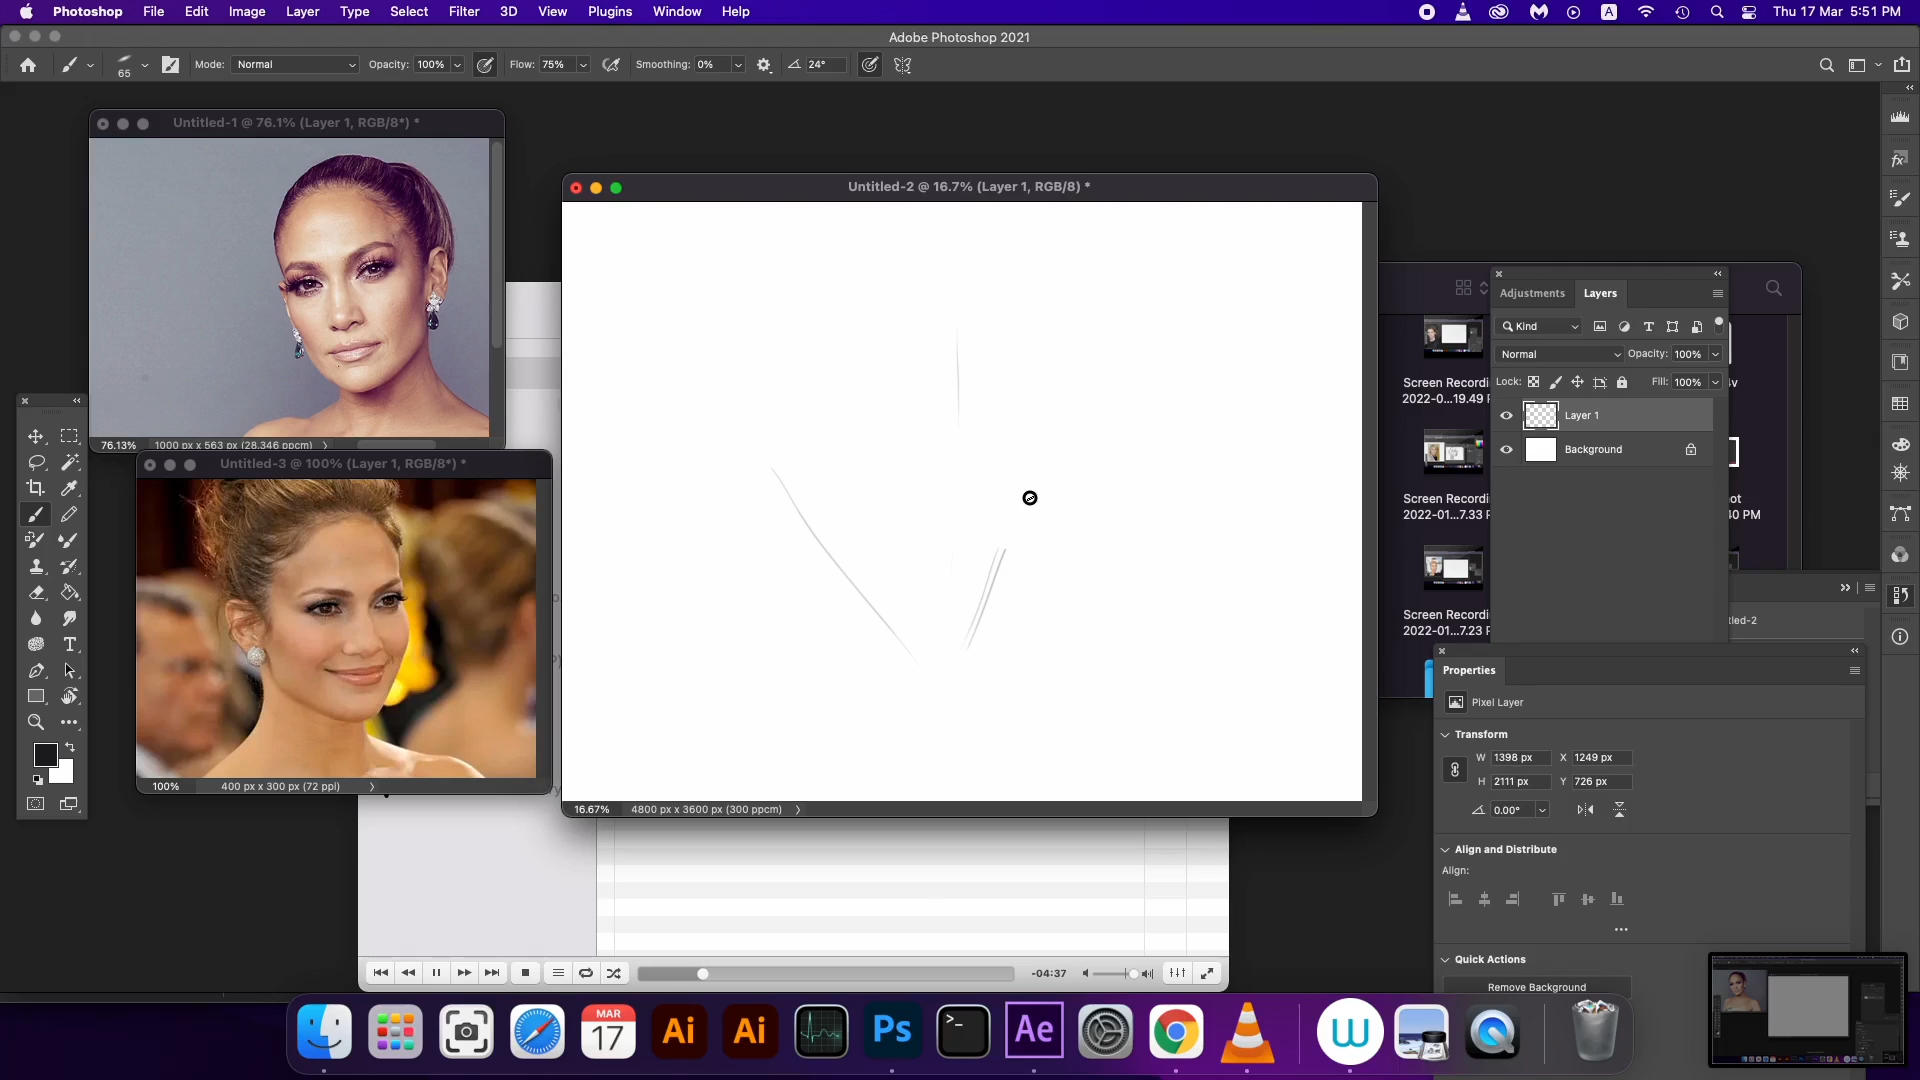 Photoshop File Edit Image Layer Type Select Filter 3D View Plugins Window Help A Thu 17 Mar 5:51 PM
Adobe Photoshop 2021
65 Mode: Normal Opacity: 100% Flow: 75% Smoothing: 0% 24°
Untitled-1 @ 76.1% (Layer 1, RGB/8*) *
76.13% 1000 px x 563 px (28.346 ppcm)
Untitled-3 @ 100% (Layer 1, RGB/8*) *
100% 400 px x 300 px (72 ppi)
Untitled-2 @ 16.7% (Layer 1, RGB/8) *
16.67% 4800 px x 3600 px (300 ppcm)
Adjustments Layers
Kind
Normal Opacity: 100%
Lock: Fill: 100%
Layer 1
Background
Screen Recordi
2022-0...19.49 P
Screen Recordi
2022-01...7.33 P
Screen Recordi
2022-01...7.23 P
Properties
Pixel Layer
Transform
W 1398 px X 1249 px
H 2111 px Y 726 px
0.00°
Align and Distribute
Align:
Quick Actions
Remove Background
-04:37
MAR
17
Ai
Ai
Ps
Ae